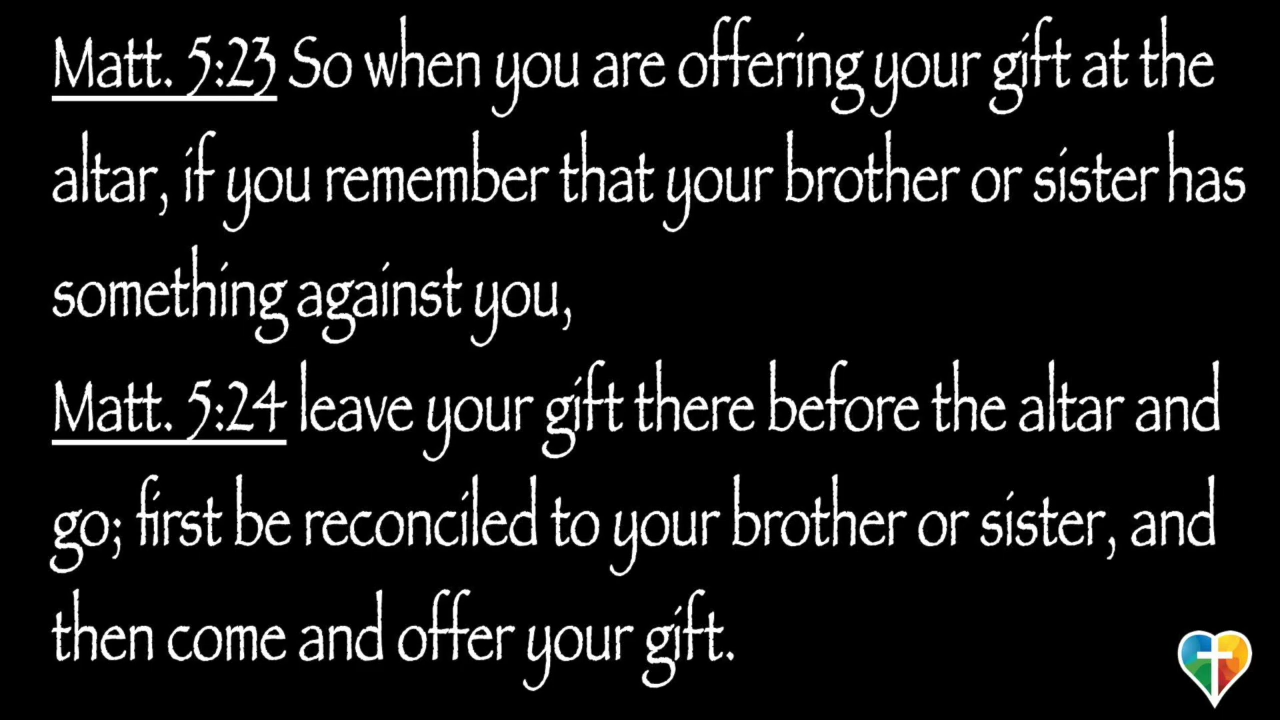 Matt. 5:23 So when you are offering your gift at the
altar, if you remember that your brother or sister has
something against you,
Matt. 5:24 leave your gift there before the altar and
go; first be reconciled to your brother or sister, and
then come and offer your gift.